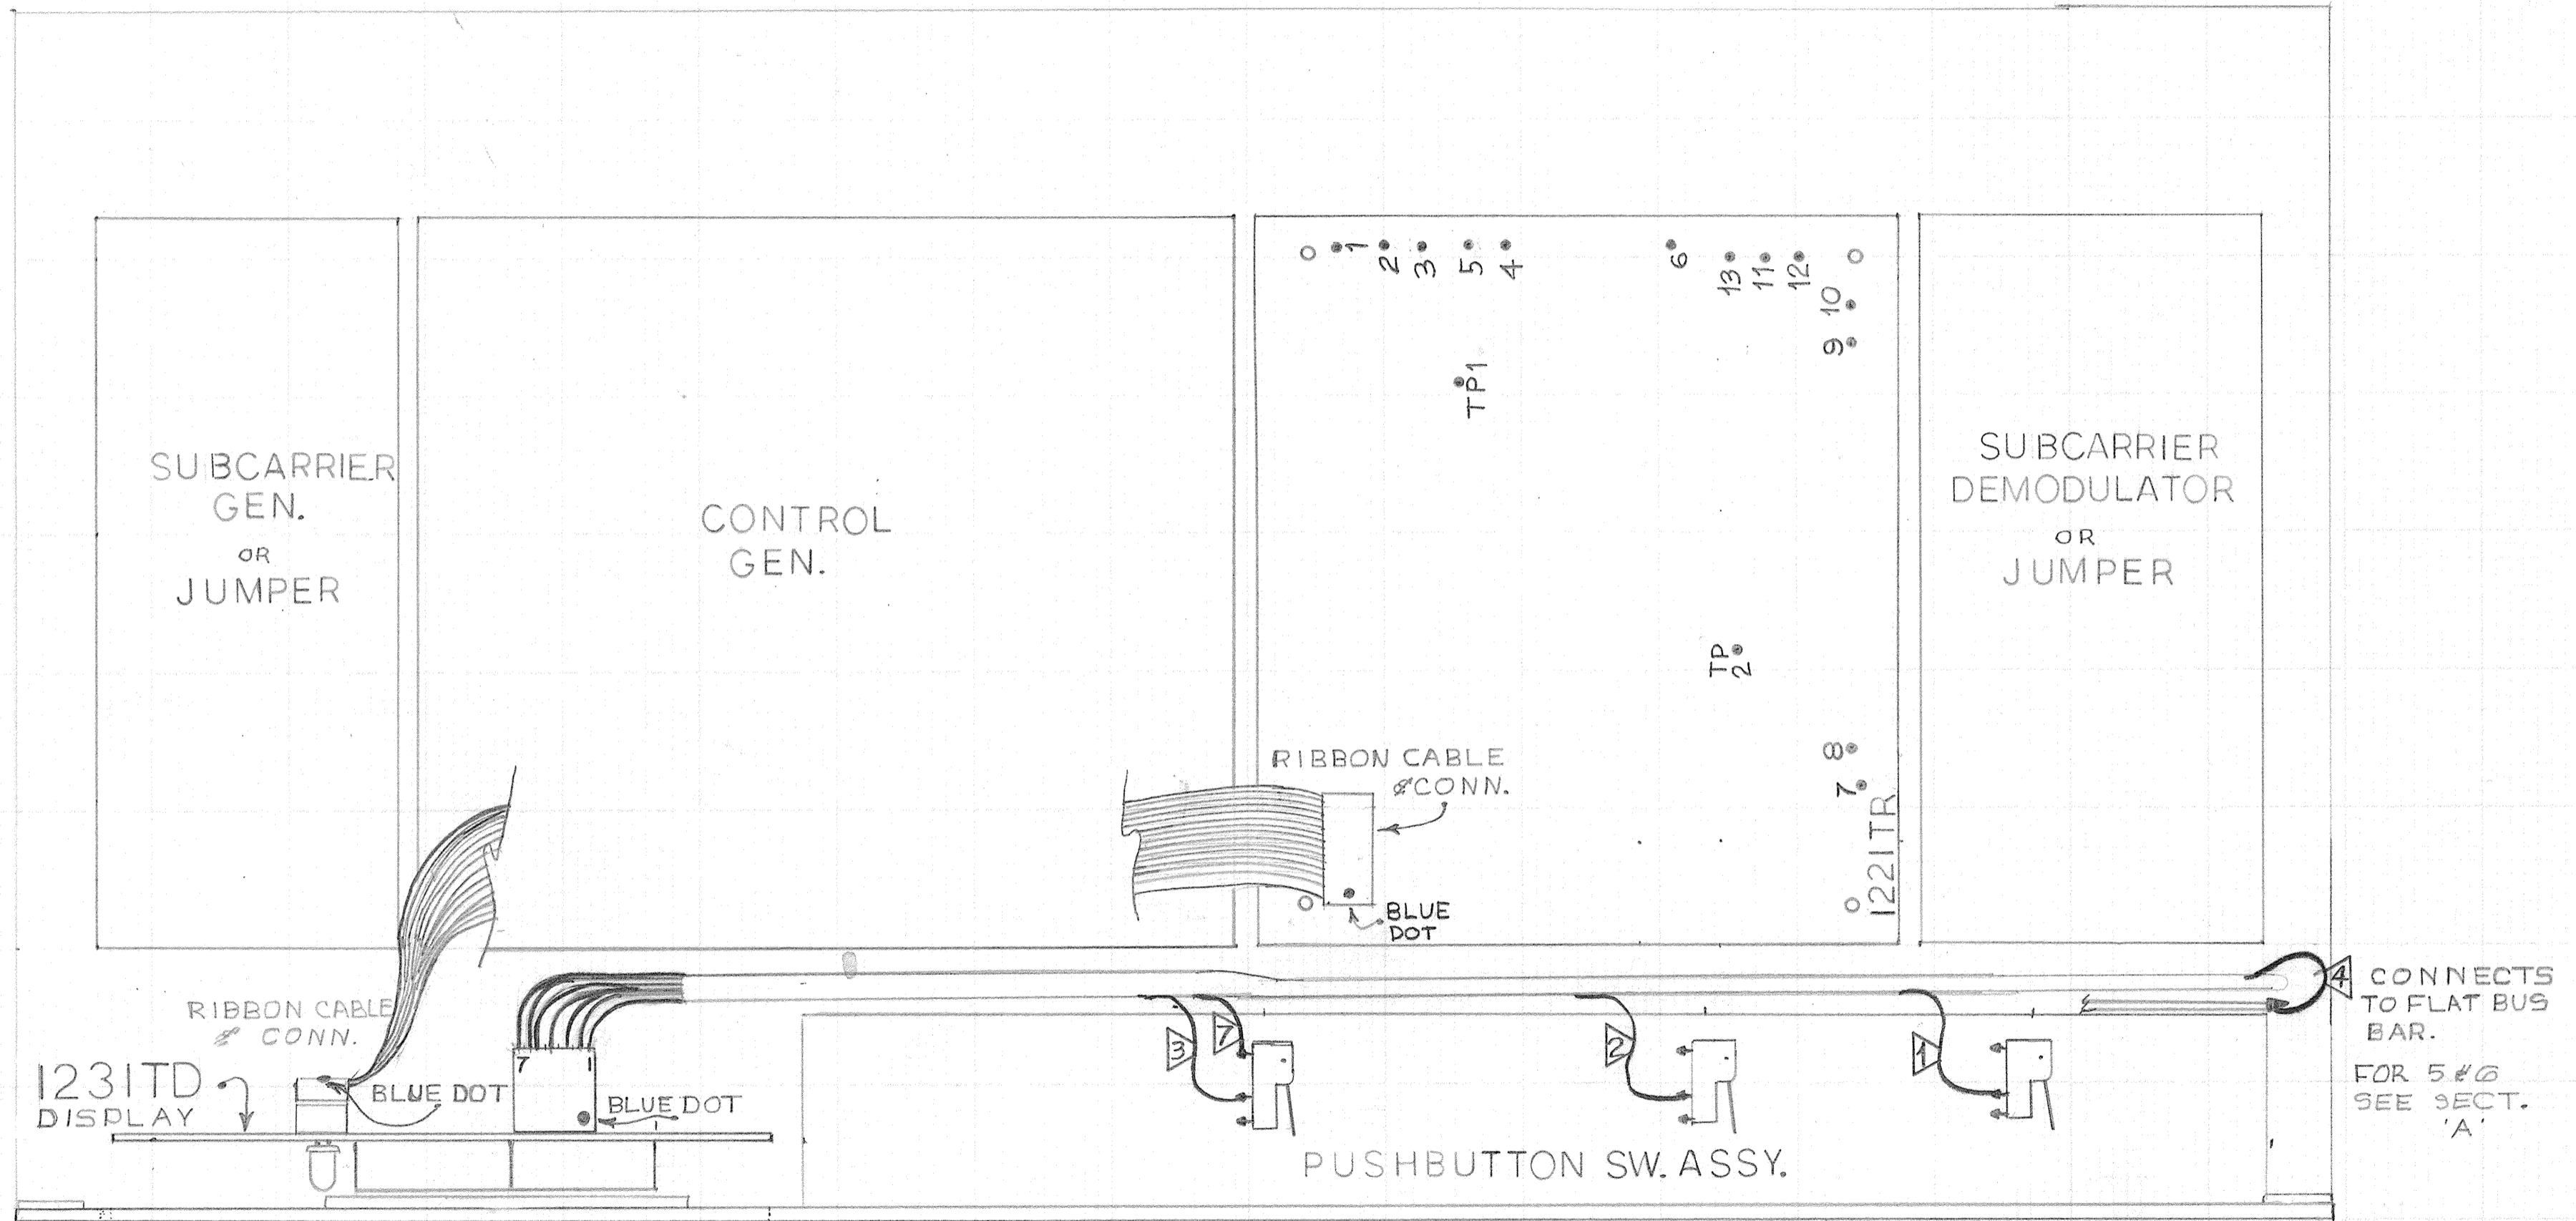 1
2
3
5
4
6
13
11
12
10
9
TP1
SUBCARRIER
GEN.
OR
JUMPER
CONTROL
GEN.
SUBCARRIER
DEMODULATOR
OR
JUMPER
TP
2
8
7
1221TR
RIBBON CABLE
& CONN.
BLUE
DOT
RIBBON CABLE
& CONN.
1231TD
DISPLAY
BLUE DOT
7 1
BLUE DOT
3
7
2
1
4
CONNECTS
TO FLAT BUS
BAR.
FOR 5 & 6
SEE SECT.
'A'
PUSHBUTTON SW. ASSY.